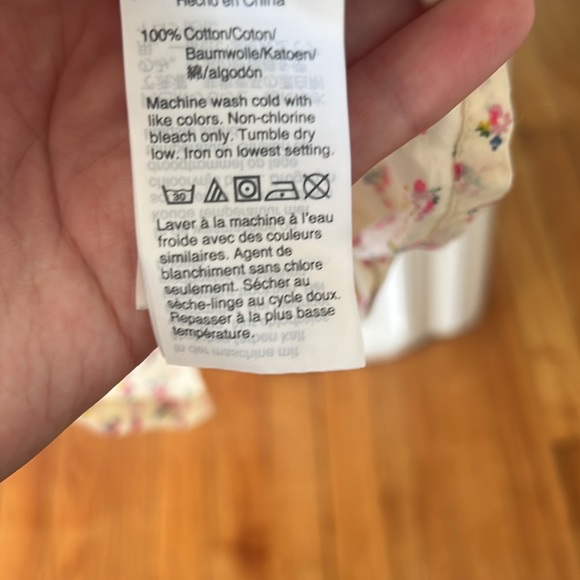 Hecho en China
100% Cotton/Coton/
Baumwolle/Katoen/
綿/algodón
Machine wash cold with
like colors. Non-chlorine
bleach only. Tumble dry
low. Iron on lowest setting.
30
Laver à la machine à l'eau
froide avec des couleurs
similaires. Agent de
blanchiment sans chlore
seulement. Sécher au
sèche-linge au cycle doux.
Repasser à la plus basse
température.